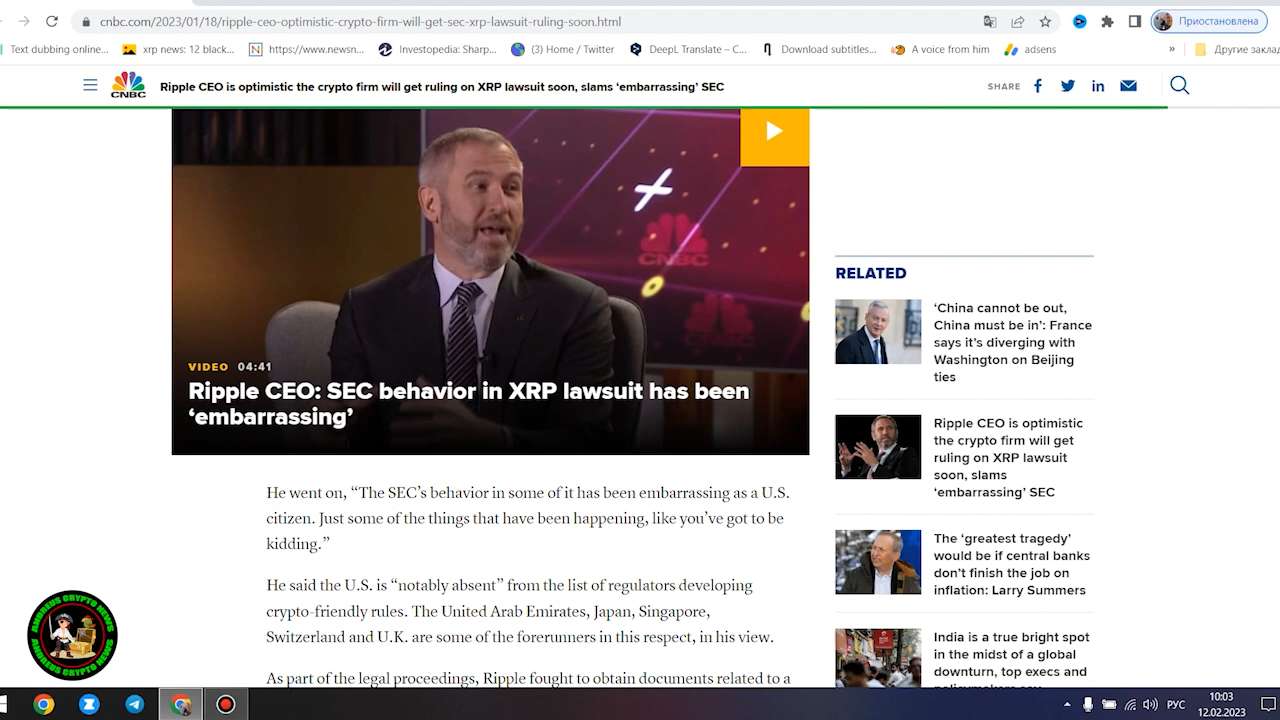 cnbc.com/2023/01/18/ripple-ceo-optimistic-crypto-firm-will-get-sec-xrp-lawsuit-ruling-soon.html
Приостановлена
Text dubbing online...
xrp news: 12 black...
https://www.newsn...
Investopedia: Sharp...
(3) Home / Twitter
DeepL Translate – C...
Download subtitles...
A voice from him
adsens
»
Другие закла
CNBC
Ripple CEO is optimistic the crypto firm will get ruling on XRP lawsuit soon, slams ‘embarrassing’ SEC
SHARE
CNBC
VIDEO 04:41
Ripple CEO: SEC behavior in XRP lawsuit has been
‘embarrassing’
He went on, “The SEC’s behavior in some of it has been embarrassing as a U.S.
citizen. Just some of the things that have been happening, like you’ve got to be
kidding.”
He said the U.S. is “notably absent” from the list of regulators developing
crypto-friendly rules. The United Arab Emirates, Japan, Singapore,
Switzerland and U.K. are some of the forerunners in this respect, in his view.
As part of the legal proceedings, Ripple fought to obtain documents related to a
RELATED
‘China cannot be out,
China must be in’: France
says it’s diverging with
Washington on Beijing
ties
Ripple CEO is optimistic
the crypto firm will get
ruling on XRP lawsuit
soon, slams
‘embarrassing’ SEC
The ‘greatest tragedy’
would be if central banks
don’t finish the job on
inflation: Larry Summers
India is a true bright spot
in the midst of a global
downturn, top execs and
ANDREUS CRYPTO NEWS
ANDREUS CRYPTO NEWS
РУС
10:03
12.02.2023